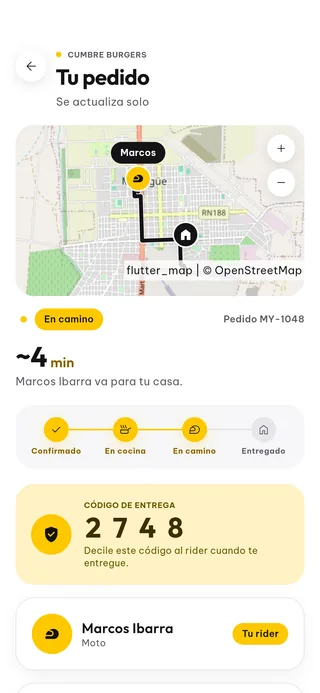 CUMBRE BURGERS
Tu pedido
Se actualiza solo
Marcos
RN188
flutter_map | © OpenStreetMap
En camino
Pedido MY-1048
~4 min
Marcos Ibarra va para tu casa.
Confirmado
En cocina
En camino
Entregado
CÓDIGO DE ENTREGA
2 7 4 8
Decile este código al rider cuando te
entregue.
Marcos Ibarra
Moto
Tu rider